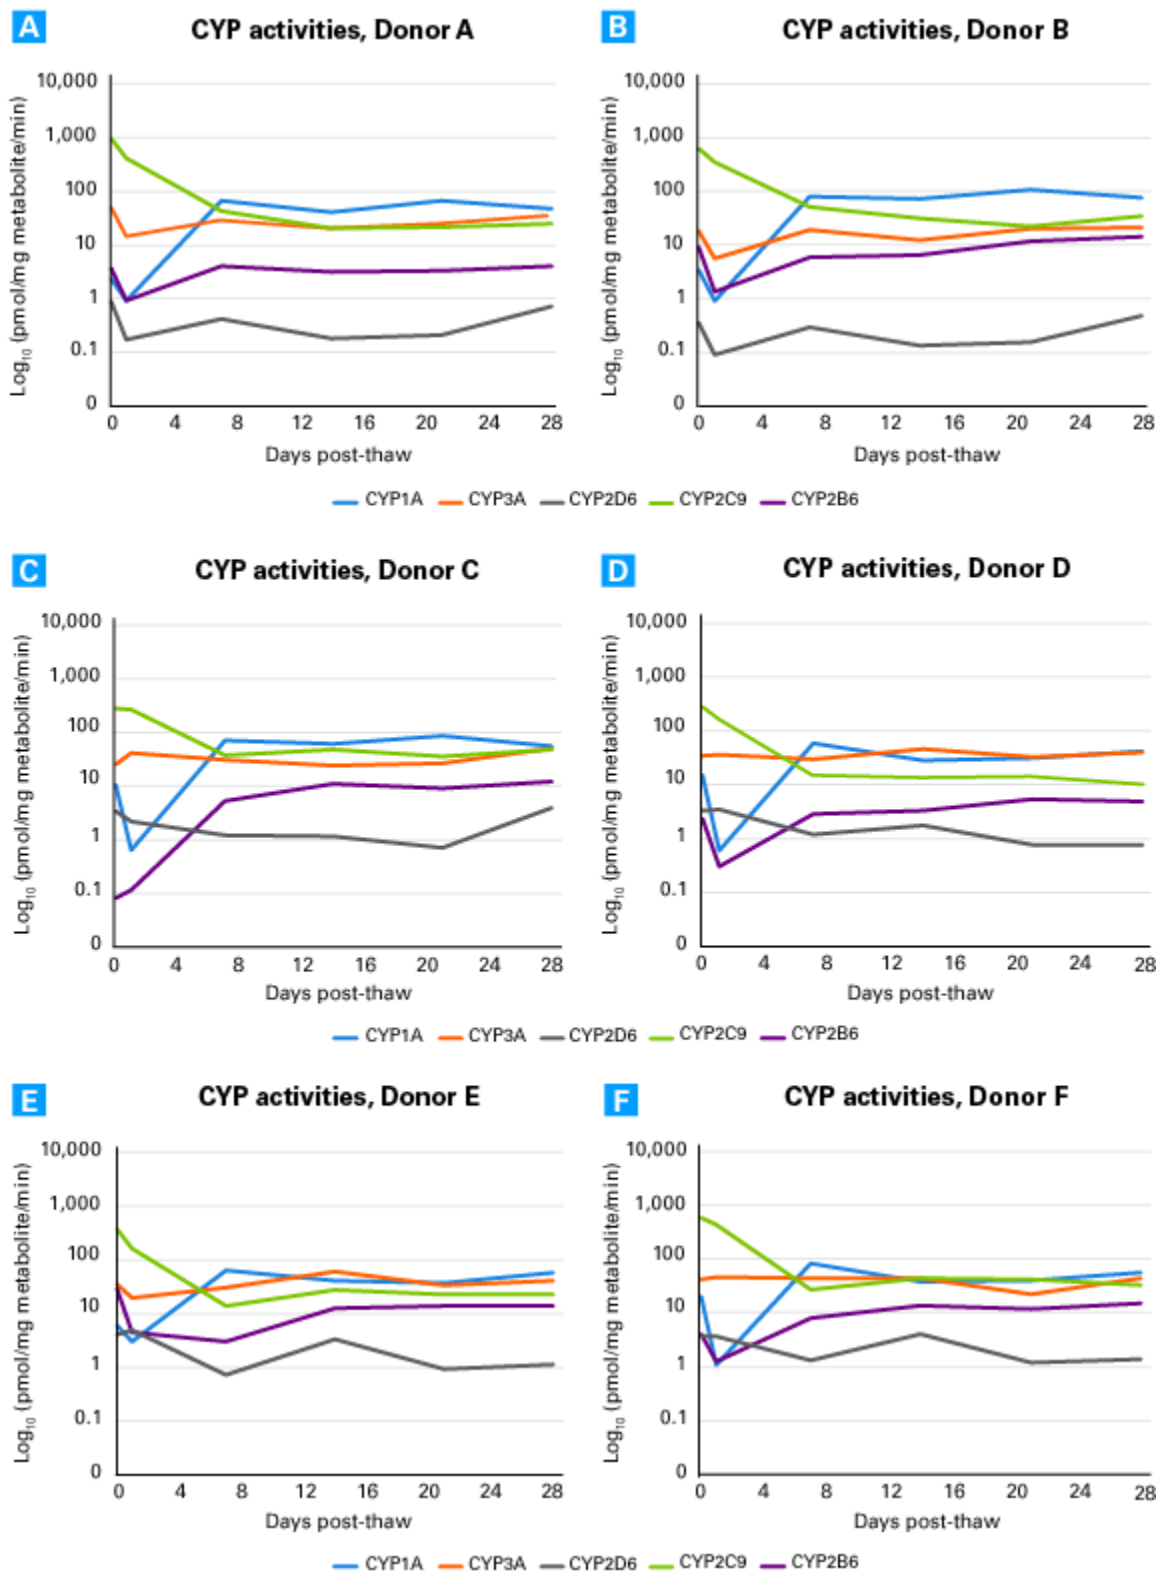 A CYP activities, Donor A
Log₁₀ (pmol/mg metabolite/min)
10,000
1,000
100
10
1
0.1
0
0 4 8 12 16 20 24 28
Days post-thaw
B CYP activities, Donor B
Log₁₀ (pmol/mg metabolite/min)
10,000
1,000
100
10
1
0.1
0
0 4 8 12 16 20 24 28
Days post-thaw
CYP1A CYP3A CYP2D6 CYP2C9 CYP2B6
C CYP activities, Donor C
Log₁₀ (pmol/mg metabolite/min)
10,000
1,000
100
10
1
0.1
0
0 4 8 12 16 20 24 28
Days post-thaw
D CYP activities, Donor D
Log₁₀ (pmol/mg metabolite/min)
10,000
1,000
100
10
1
0.1
0
0 4 8 12 16 20 24 28
Days post-thaw
CYP1A CYP3A CYP2D6 CYP2C9 CYP2B6
E CYP activities, Donor E
Log₁₀ (pmol/mg metabolite/min)
10,000
1,000
100
10
1
0.1
0
0 4 8 12 16 20 24 28
Days post-thaw
F CYP activities, Donor F
Log₁₀ (pmol/mg metabolite/min)
10,000
1,000
100
10
1
0.1
0
0 4 8 12 16 20 24 28
Days post-thaw
CYP1A CYP3A CYP2D6 CYP2C9 CYP2B6